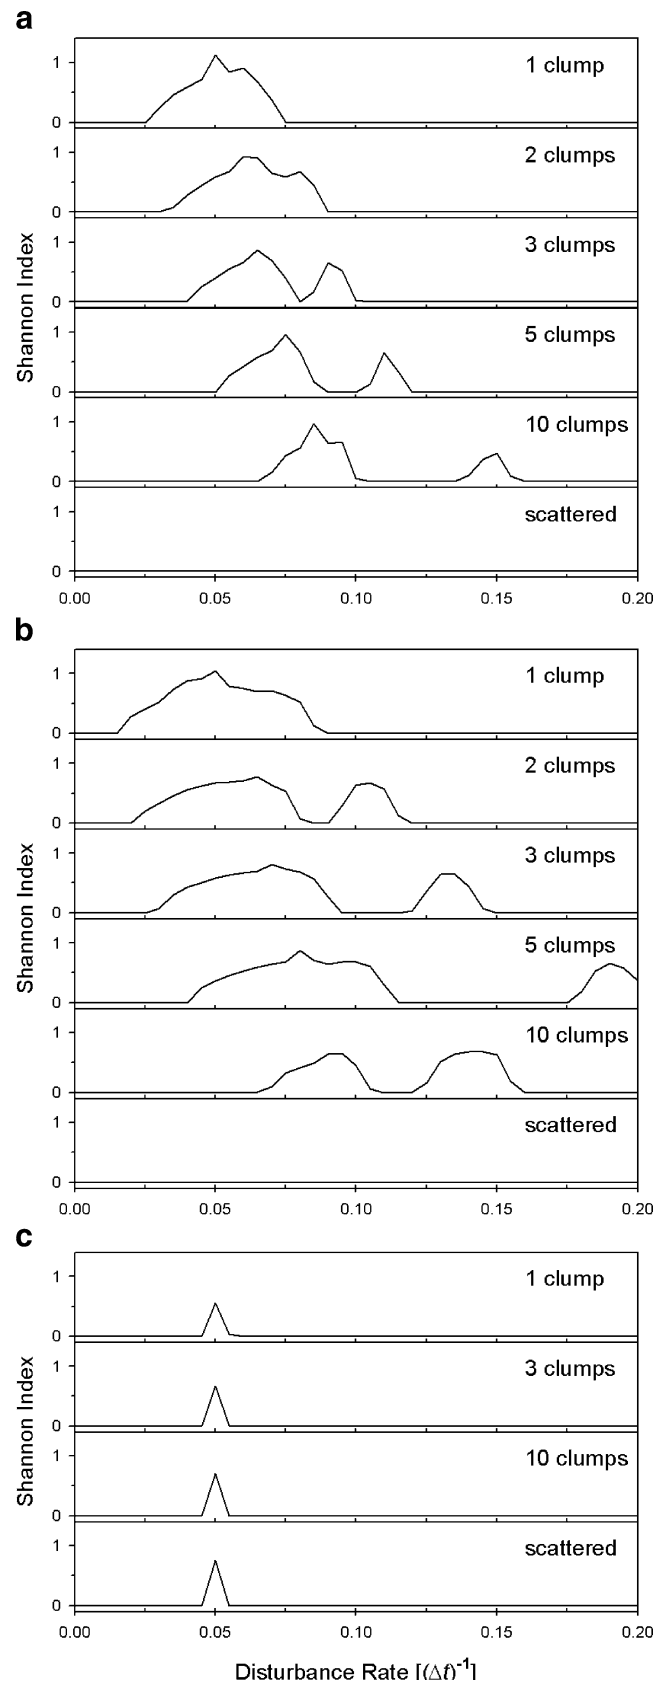 a
1 clump
1
0
2 clumps
1
0
3 clumps
1
0
5 clumps
1
0
10 clumps
1
0
scattered
1
0
Shannon Index
0.00 0.05 0.10 0.15 0.20
b
1 clump
1
0
2 clumps
1
0
3 clumps
1
0
5 clumps
1
0
10 clumps
1
0
scattered
1
0
Shannon Index
0.00 0.05 0.10 0.15 0.20
c
1 clump
1
0
3 clumps
1
0
10 clumps
1
0
scattered
1
0
Shannon Index
0.00 0.05 0.10 0.15 0.20
Disturbance Rate [(Δt)⁻¹]